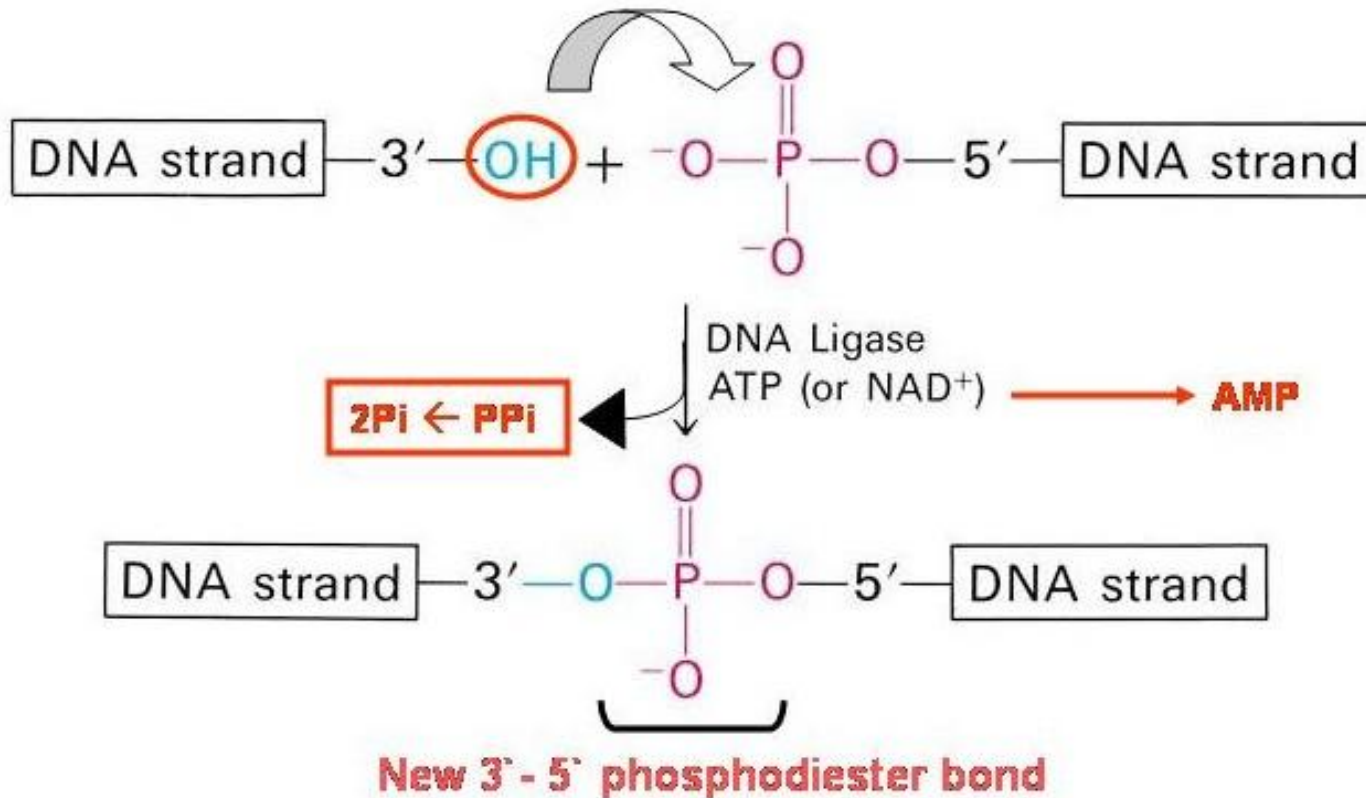 O
DNA strand—3′—OH + ⁻O—P—O—5′—DNA strand
⁻O
DNA Ligase
ATP (or NAD⁺) → AMP
2Pi ← PPi
O
DNA strand—3′—O—P—O—5′—DNA strand
⁻O
New 3` - 5` phosphodiester bond